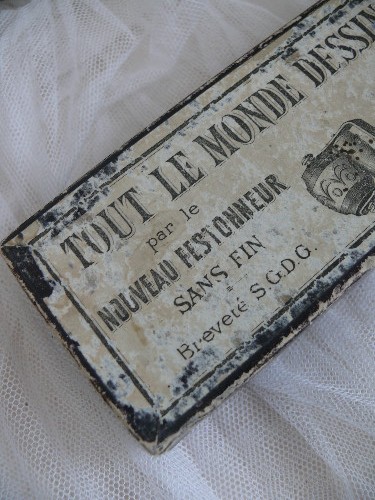 TOUT LE MONDE DESSIN
par le
NOUVEAU FESTONNEUR
SANS FIN
Breveté S.G.D.G.